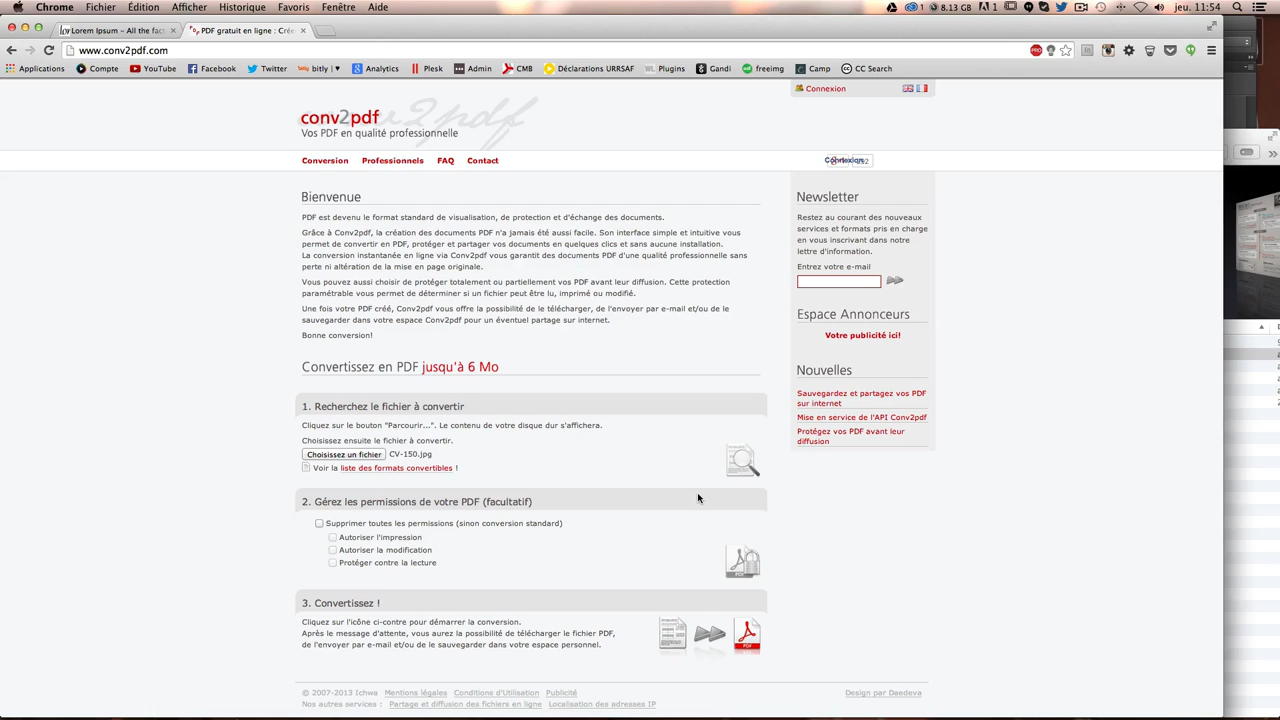 Chrome Fichier Édition Afficher Historique Favoris Fenêtre Aide
1 8.13 GB 1 jeu. 11:54
Lorem Ipsum – All the fact
PDF gratuit en ligne : Crée
www.conv2pdf.com
Applications Compte YouTube Facebook Twitter bitly | ♥ Analytics Plesk Admin CMB Déclarations URRSAF Plugins Gandi freeimg Camp CC Search
Connexion
conv2pdf
Vos PDF en qualité professionnelle
Conversion Professionnels FAQ Contact
Connexion
Bienvenue
PDF est devenu le format standard de visualisation, de protection et d'échange des documents.
Grâce à Conv2pdf, la création des documents PDF n'a jamais été aussi facile. Son interface simple et intuitive vous
permet de convertir en PDF, protéger et partager vos documents en quelques clics et sans aucune installation.
La conversion instantanée en ligne via Conv2pdf vous garantit des documents PDF d'une qualité professionnelle sans
perte ni altération de la mise en page originale.
Vous pouvez aussi choisir de protéger totalement ou partiellement vos PDF avant leur diffusion. Cette protection
paramétrable vous permet de déterminer si un fichier peut être lu, imprimé ou modifié.
Une fois votre PDF créé, Conv2pdf vous offre la possibilité de le télécharger, de l'envoyer par e-mail et/ou de le
sauvegarder dans votre espace Conv2pdf pour un éventuel partage sur internet.
Bonne conversion!
Convertissez en PDF jusqu'à 6 Mo
1. Recherchez le fichier à convertir
Cliquez sur le bouton "Parcourir...". Le contenu de votre disque dur s'affichera.
Choisissez ensuite le fichier à convertir.
Choisissez un fichier CV-150.jpg
Voir la liste des formats convertibles !
2. Gérez les permissions de votre PDF (facultatif)
Supprimer toutes les permissions (sinon conversion standard)
Autoriser l'impression
Autoriser la modification
Protéger contre la lecture
PDF
3. Convertissez !
Cliquez sur l'icône ci-contre pour démarrer la conversion.
Après le message d'attente, vous aurez la possibilité de télécharger le fichier PDF,
de l'envoyer par e-mail et/ou de le sauvegarder dans votre espace personnel.
PDF
Newsletter
Restez au courant des nouveaux
services et formats pris en charge
en vous inscrivant dans notre
lettre d'information.
Entrez votre e-mail
Espace Annonceurs
Votre publicité ici!
Nouvelles
Sauvegardez et partagez vos PDF
sur internet
Mise en service de l'API Conv2pdf
Protégez vos PDF avant leur
diffusion
© 2007-2013 Ichwa Mentions légales Conditions d'Utilisation Publicité
Design par Daedeva
Nos autres services : Partage et diffusion des fichiers en ligne Localisation des adresses IP